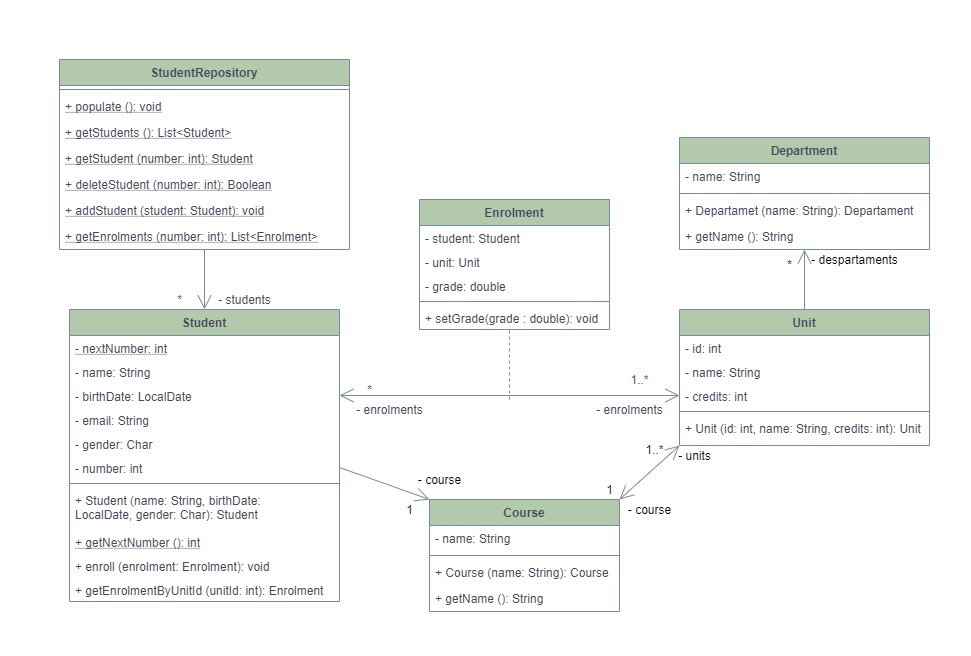 StudentRepository
+ populate (): void
+ getStudents (): List<Student>
+ getStudent (number: int): Student
+ deleteStudent (number: int): Boolean
+ addStudent (student: Student): void
+ getEnrolments (number: int): List<Enrolment>
* - students
Student
- nextNumber: int
- name: String
- birthDate: LocalDate
- email: String
- gender: Char
- number: int
+ Student (name: String, birthDate:
LocalDate, gender: Char): Student
+ getNextNumber (): int
+ enroll (enrolment: Enrolment): void
+ getEnrolmentByUnitId (unitId: int): Enrolment
Enrolment
- student: Student
- unit: Unit
- grade: double
+ setGrade(grade : double): void
* 1..*
- enrolments - enrolments
Department
- name: String
+ Departamet (name: String): Departament
+ getName (): String
* - despartaments
Unit
- id: int
- name: String
- credits: int
+ Unit (id: int, name: String, credits: int): Unit
1..* - units
- course
1
1
- course
Course
- name: String
+ Course (name: String): Course
+ getName (): String